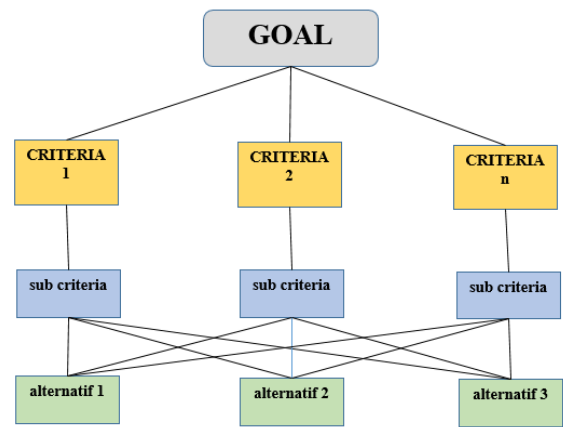 GOAL
CRITERIA
1
CRITERIA
2
CRITERIA
n
sub criteria
sub criteria
sub criteria
alternatif 1
alternatif 2
alternatif 3